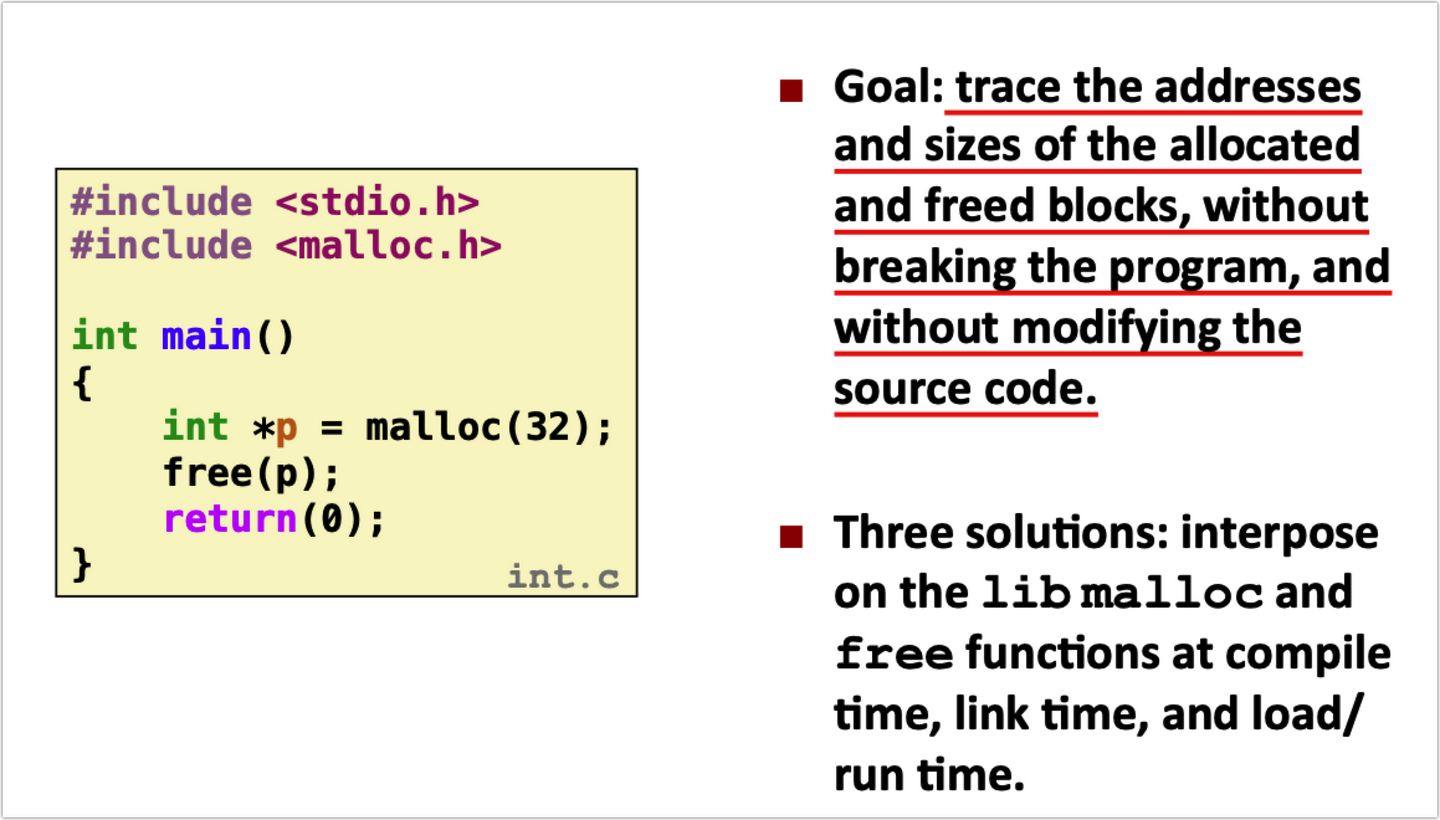 #include <stdio.h>
#include <malloc.h>
int main()
{
    int *p = malloc(32);
    free(p);
    return(0);
}
int.c
Goal: trace the addresses
and sizes of the allocated
and freed blocks, without
breaking the program, and
without modifying the
source code.
Three solutions: interpose
on the lib malloc and
free functions at compile
time, link time, and load/
run time.